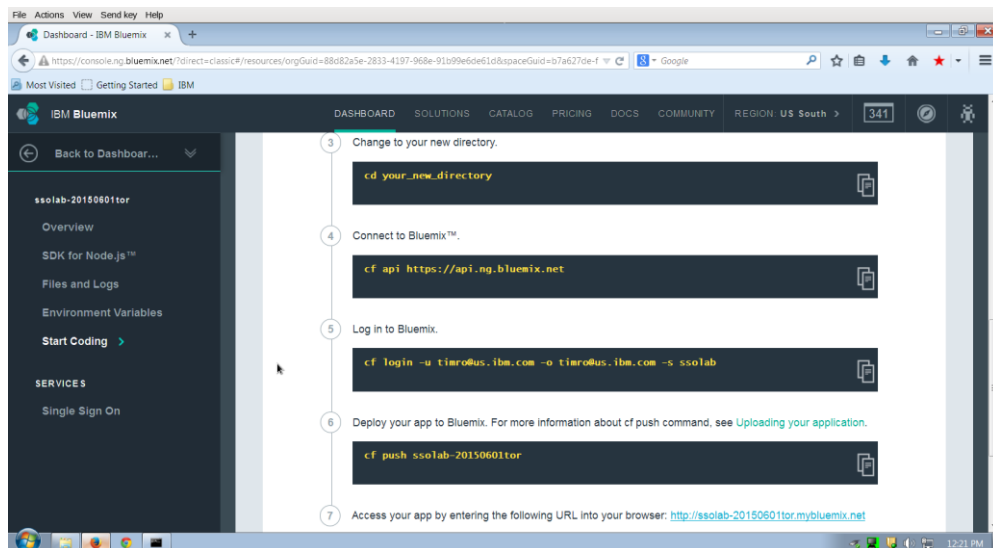 File Actions View Send key Help
Dashboard - IBM Bluemix × +
https://console.ng.bluemix.net/?direct=classic#/resources/orgGuid=88d82a5e-2833-4197-968e-91b99e6de61d&spaceGuid=b7a627de-f
Google
Most Visited Getting Started IBM
IBM Bluemix
DASHBOARD SOLUTIONS CATALOG PRICING DOCS COMMUNITY REGION: US South > 341
Back to Dashboar...
ssolab-20150601tor
Overview
SDK for Node.js™
Files and Logs
Environment Variables
Start Coding >
SERVICES
Single Sign On
3 Change to your new directory.
cd your_new_directory
4 Connect to Bluemix™.
cf api https://api.ng.bluemix.net
5 Log in to Bluemix.
cf login -u timro@us.ibm.com -o timro@us.ibm.com -s ssolab
6 Deploy your app to Bluemix. For more information about cf push command, see Uploading your application.
cf push ssolab-20150601tor
7 Access your app by entering the following URL into your browser: http://ssolab-20150601tor.mybluemix.net
12:21 PM